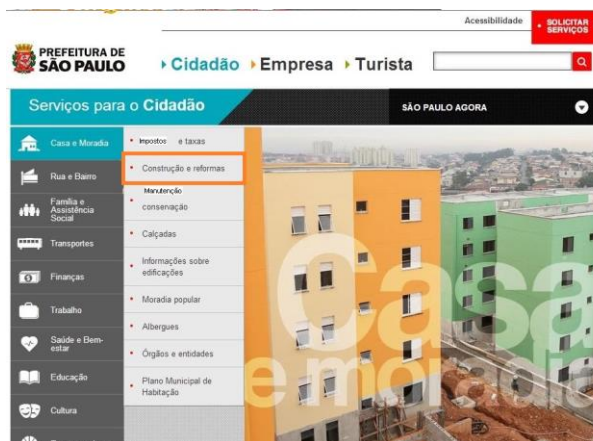 Acessibilidade
SOLICITAR
SERVIÇOS
PREFEITURA DE
SÃO PAULO
Cidadão
Empresa
Turista
Serviços para o Cidadão
SÃO PAULO AGORA
Casa e Moradia
Rua e Bairro
Família e
Assistência
Social
Transportes
Finanças
Trabalho
Saúde e Bem-
estar
Educação
Cultura
Impostos e taxas
Construção e reformas
Manutenção
conservação
Calçadas
Informações sobre
edificações
Moradia popular
Albergues
Órgãos e entidades
Plano Municipal de
Habitação
Casa
e moradia